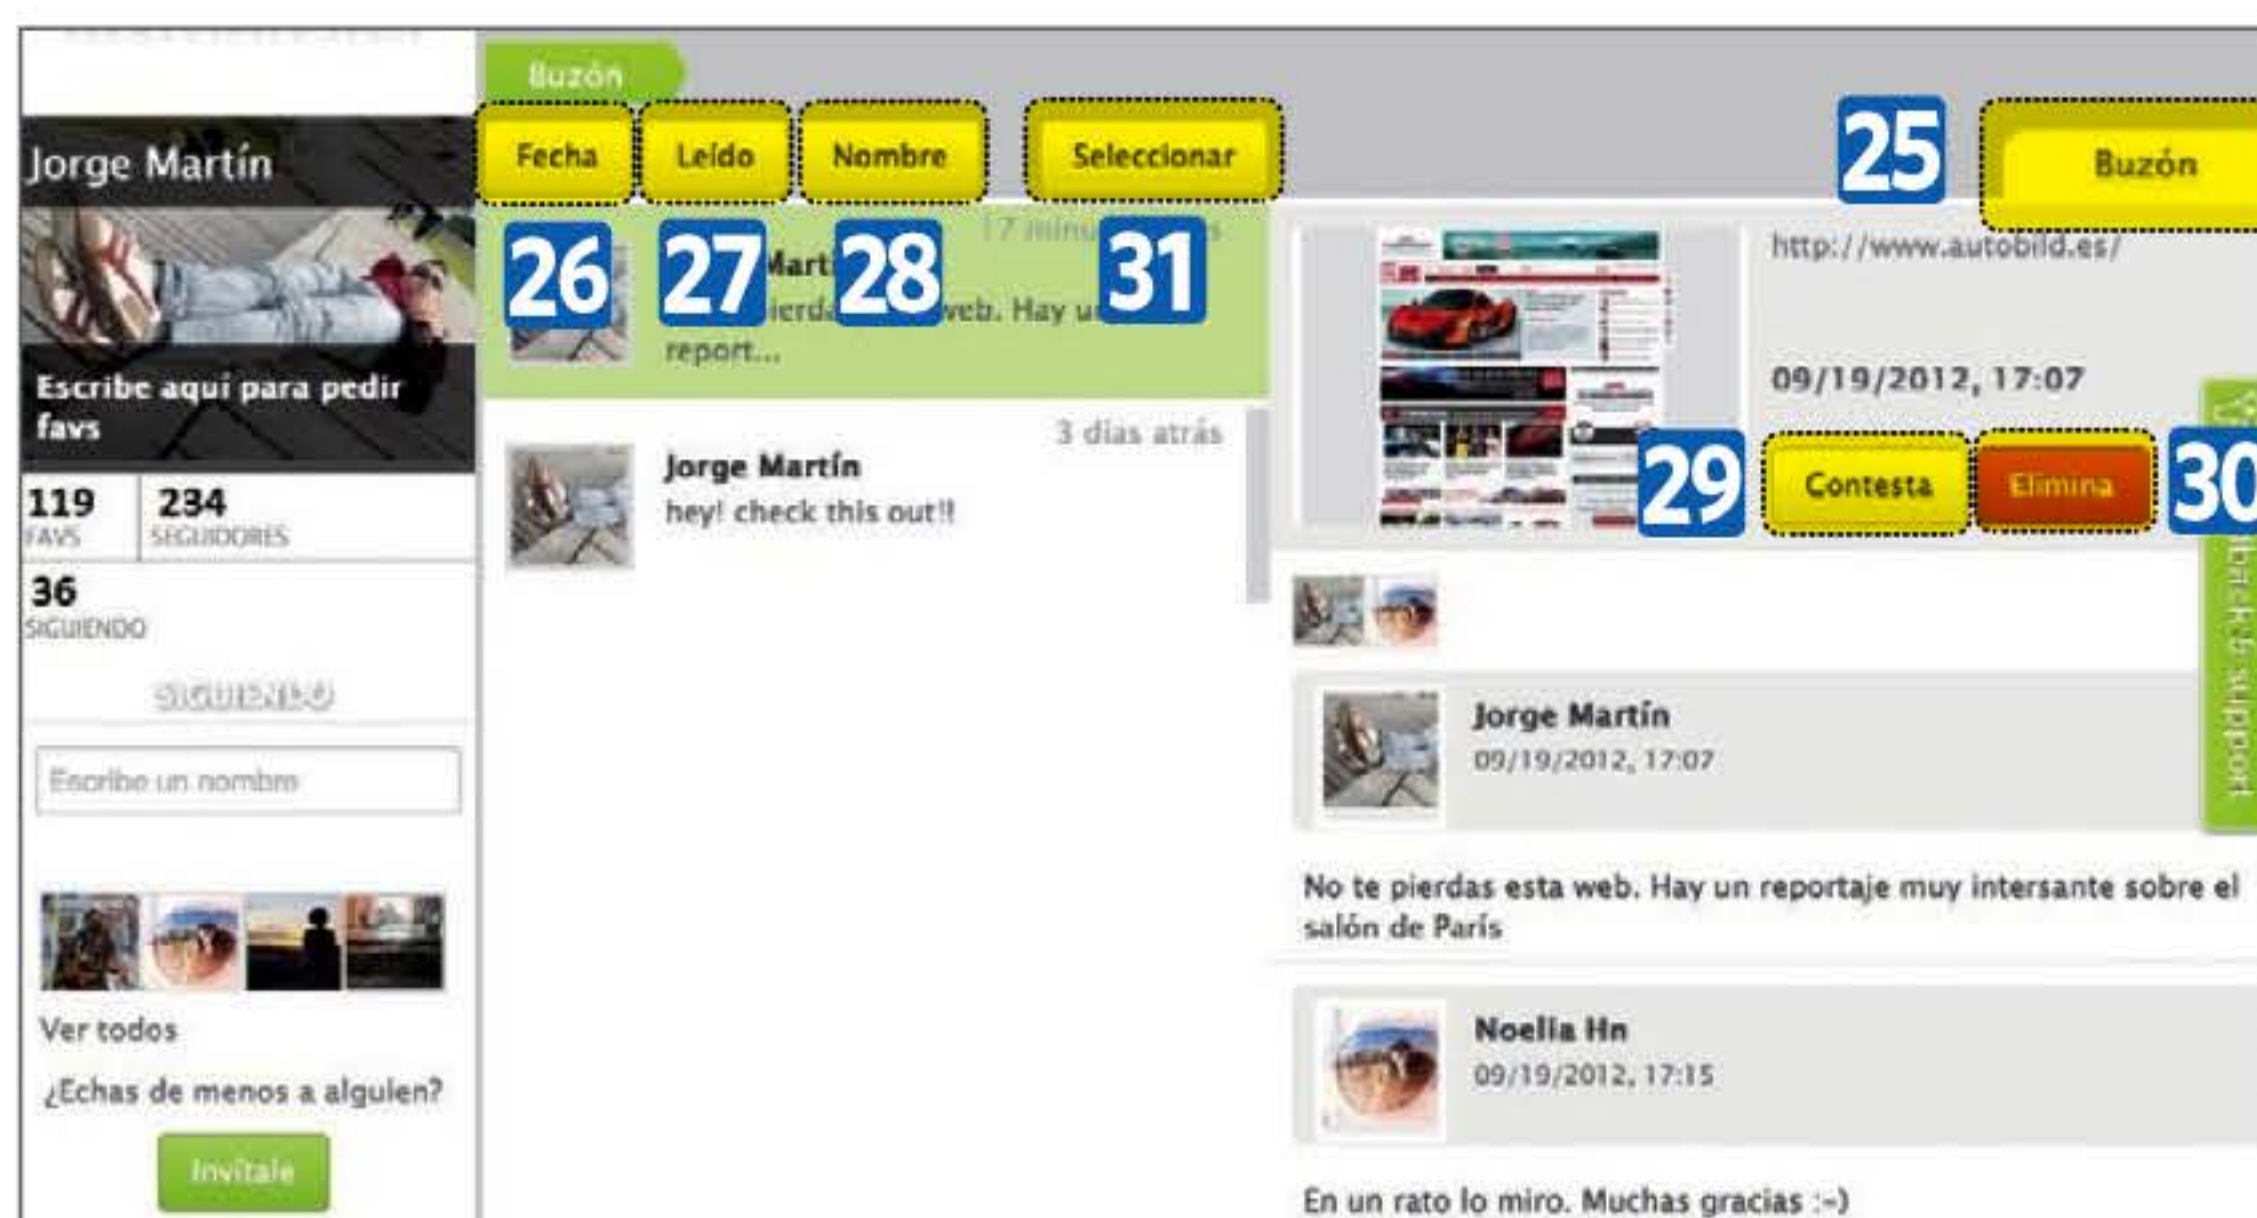 Buzón
Fecha
Leído
Nombre
Seleccionar
25
Buzón
26
27
28
31
Jorge Martín
Escribe aquí para pedir
favs
119
FAVS
234
SEGUIDORES
36
SIGUIENDO
SIGUIENDO
Escribe un nombre
Ver todos
¿Echas de menos a alguien?
Invítale
17
web. Hay
report...
3 días atrás
Jorge Martín
hey! check this out!!
http://www.autobild.es/
09/19/2012, 17:07
29
Contesta
Elimina
30
Jorge Martín
09/19/2012, 17:07
No te pierdas esta web. Hay un reportaje muy intersante sobre el
salón de París
Noelia Hn
09/19/2012, 17:15
En un rato lo miro. Muchas gracias :-)